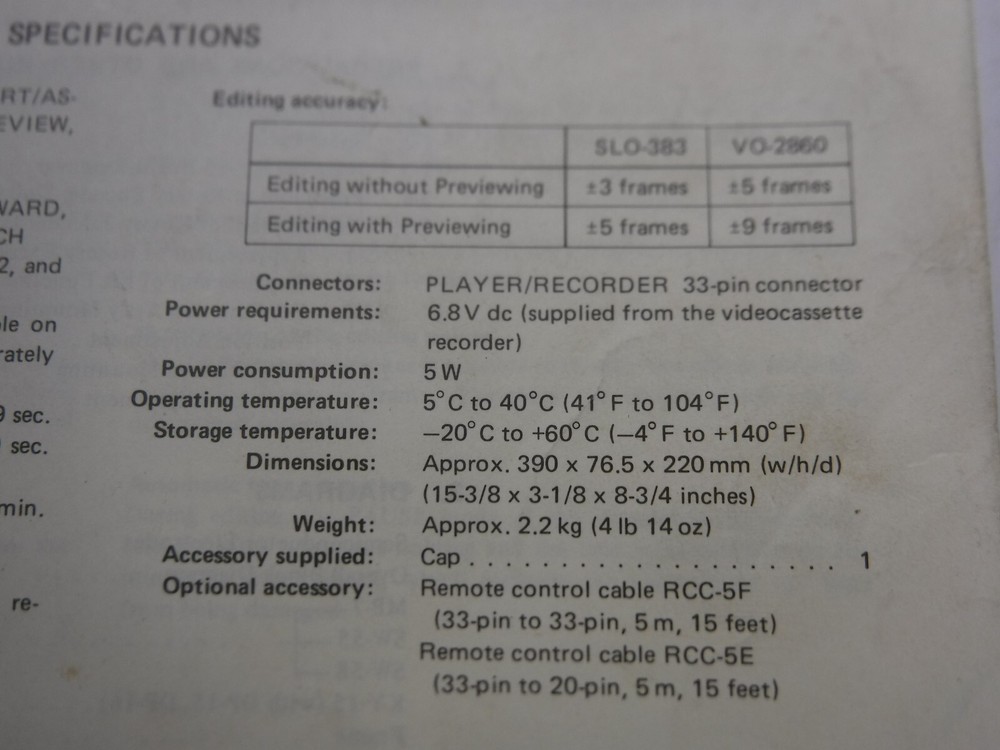 SPECIFICATIONS
RT/AS-
EVIEW,
WARD,
CH
2, and
le on
rately
9 sec.
sec.
min.
re-
Editing accuracy:
SLO-383 VO-2860
Editing without Previewing ±3 frames ±5 frames
Editing with Previewing ±5 frames ±9 frames
Connectors: PLAYER/RECORDER 33-pin connector
Power requirements: 6.8V dc (supplied from the videocassette
recorder)
Power consumption: 5W
Operating temperature: 5°C to 40°C (41°F to 104°F)
Storage temperature: —20°C to +60°C (—4°F to +140°F)
Dimensions: Approx. 390 x 76.5 x 220 mm (w/h/d)
(15-3/8 x 3-1/8 x 8-3/4 inches)
Weight: Approx. 2.2 kg (4 lb 14 oz)
Accessory supplied: Cap . . . . . . . . . . . . . . . . . . . . 1
Optional accessory: Remote control cable RCC-5F
(33-pin to 33-pin, 5 m, 15 feet)
Remote control cable RCC-5E
(33-pin to 20-pin, 5 m, 15 feet)